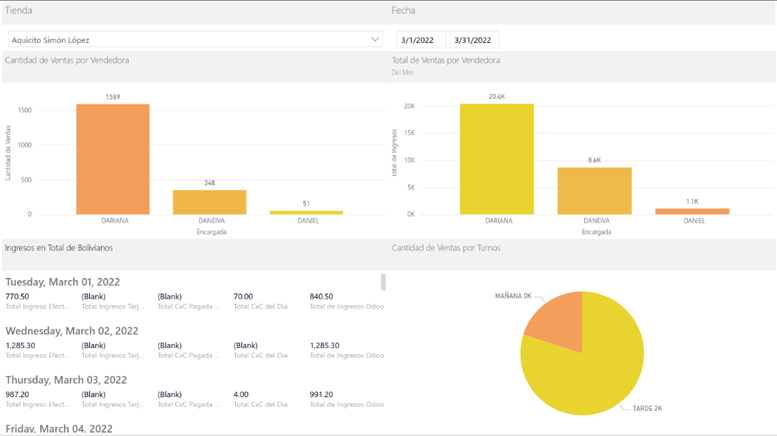 Tienda
Fecha
Aquicito Simón López
3/1/2022 3/31/2022
Cantidad de Ventas por Vendedora
Total de Ventas por Vendedora
Del Mes
Cantidad de Ventas
1500
1000
500
0
1589
348
51
DARIANA DANEIVA DANIEL
Encargada
Total de Ingresos
20K
15K
10K
5K
0K
20.4K
8.6K
1.1K
DARIANA DANEIVA DANIEL
Encargada
Ingresos en Total de Bolivianos
Cantidad de Ventas por Turnos
Tuesday, March 01, 2022
770.50 (Blank) (Blank) 70.00 840.50
Total Ingreso Efect... Total Ingresos Tarj... Total CxC Pagada ... Total CxC del Dia Total de Ingresos Odoo
Wednesday, March 02, 2022
1,285.30 (Blank) (Blank) (Blank) 1,285.30
Total Ingreso Efect... Total Ingresos Tarj... Total CxC Pagada ... Total CxC del Dia Total de Ingresos Odoo
Thursday, March 03, 2022
987.20 (Blank) (Blank) 4.00 991.20
Total Ingreso Efect... Total Ingresos Tarj... Total CxC Pagada ... Total CxC del Dia Total de Ingresos Odoo
Friday, March 04, 2022
MAÑANA 0K
TARDE 2K